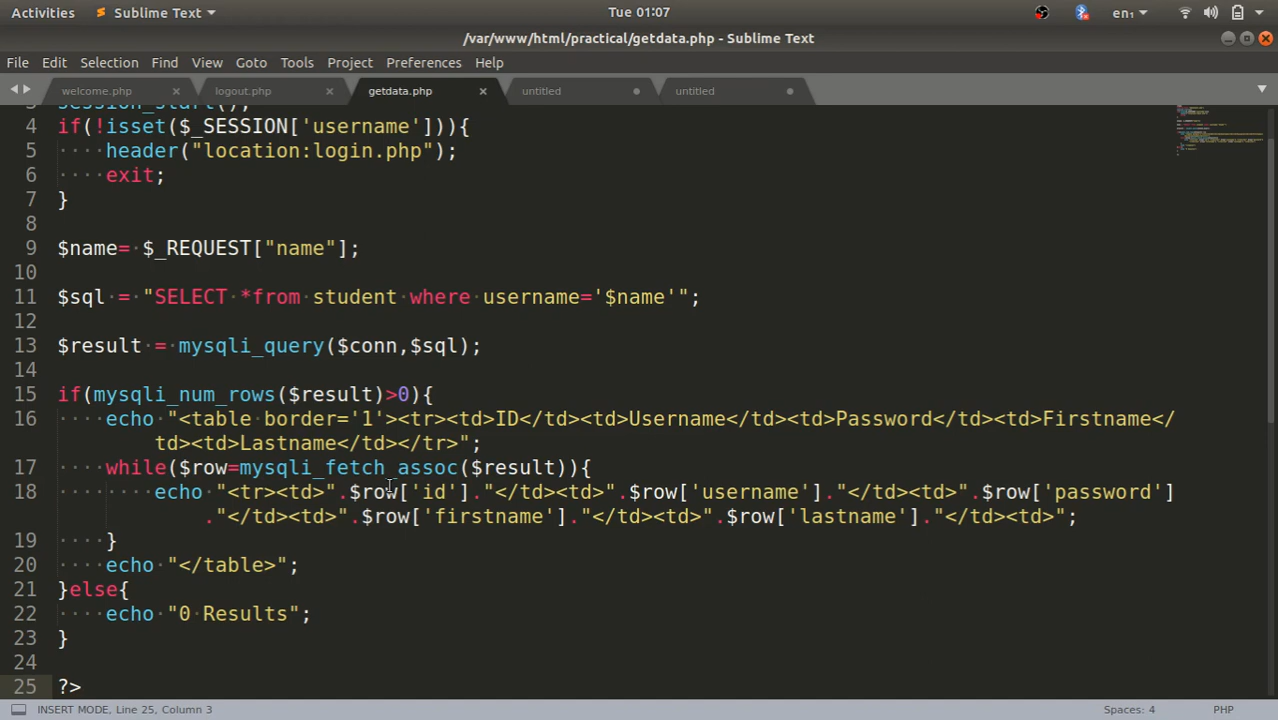 Activities Sublime Text Tue 01:07 en₁
/var/www/html/practical/getdata.php - Sublime Text
File Edit Selection Find View Goto Tools Project Preferences Help
welcome.php logout.php getdata.php untitled untitled
3 session_start();
4 if(!isset($_SESSION['username'])){
5 header("location:login.php");
6 exit;
7 }
8
9 $name= $_REQUEST["name"];
10
11 $sql = "SELECT *from student where username='$name'";
12
13 $result = mysqli_query($conn,$sql);
14
15 if(mysqli_num_rows($result)>0){
16 echo "<table border='1'><tr><td>ID</td><td>Username</td><td>Password</td><td>Firstname</
td><td>Lastname</td></tr>";
17 while($row=mysqli_fetch_assoc($result)){
18 echo "<tr><td>".$row['id']."</td><td>".$row['username']."</td><td>".$row['password']
."</td><td>".$row['firstname']."</td><td>".$row['lastname']."</td><td>";
19 }
20 echo "</table>";
21 }else{
22 echo "0 Results";
23 }
24
25 ?>
INSERT MODE, Line 25, Column 3 Spaces: 4 PHP